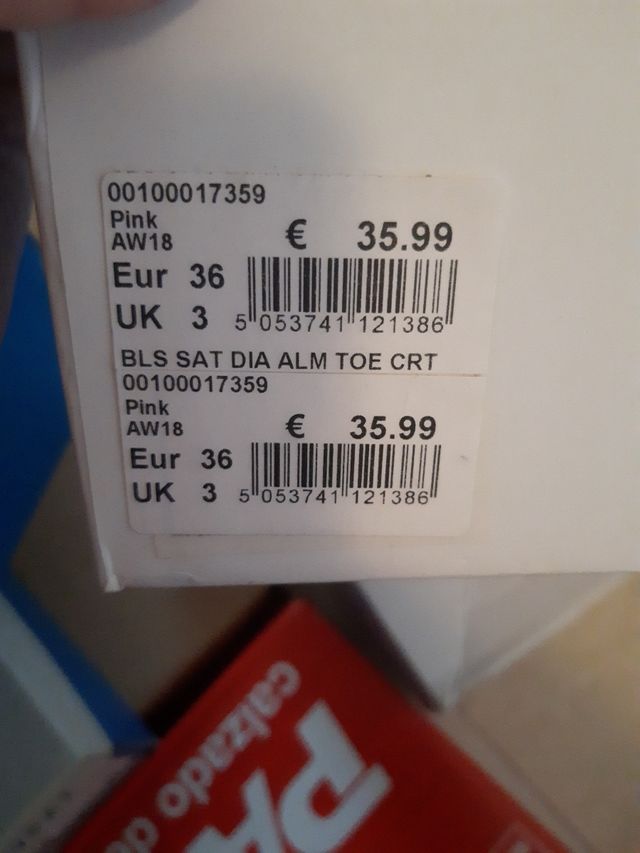 00100017359
Pink
AW18
€ 35.99
Eur 36
UK 3
5 053741 121386
BLS SAT DIA ALM TOE CRT
00100017359
Pink
AW18
€ 35.99
Eur 36
UK 3
5 053741 121386
calzado